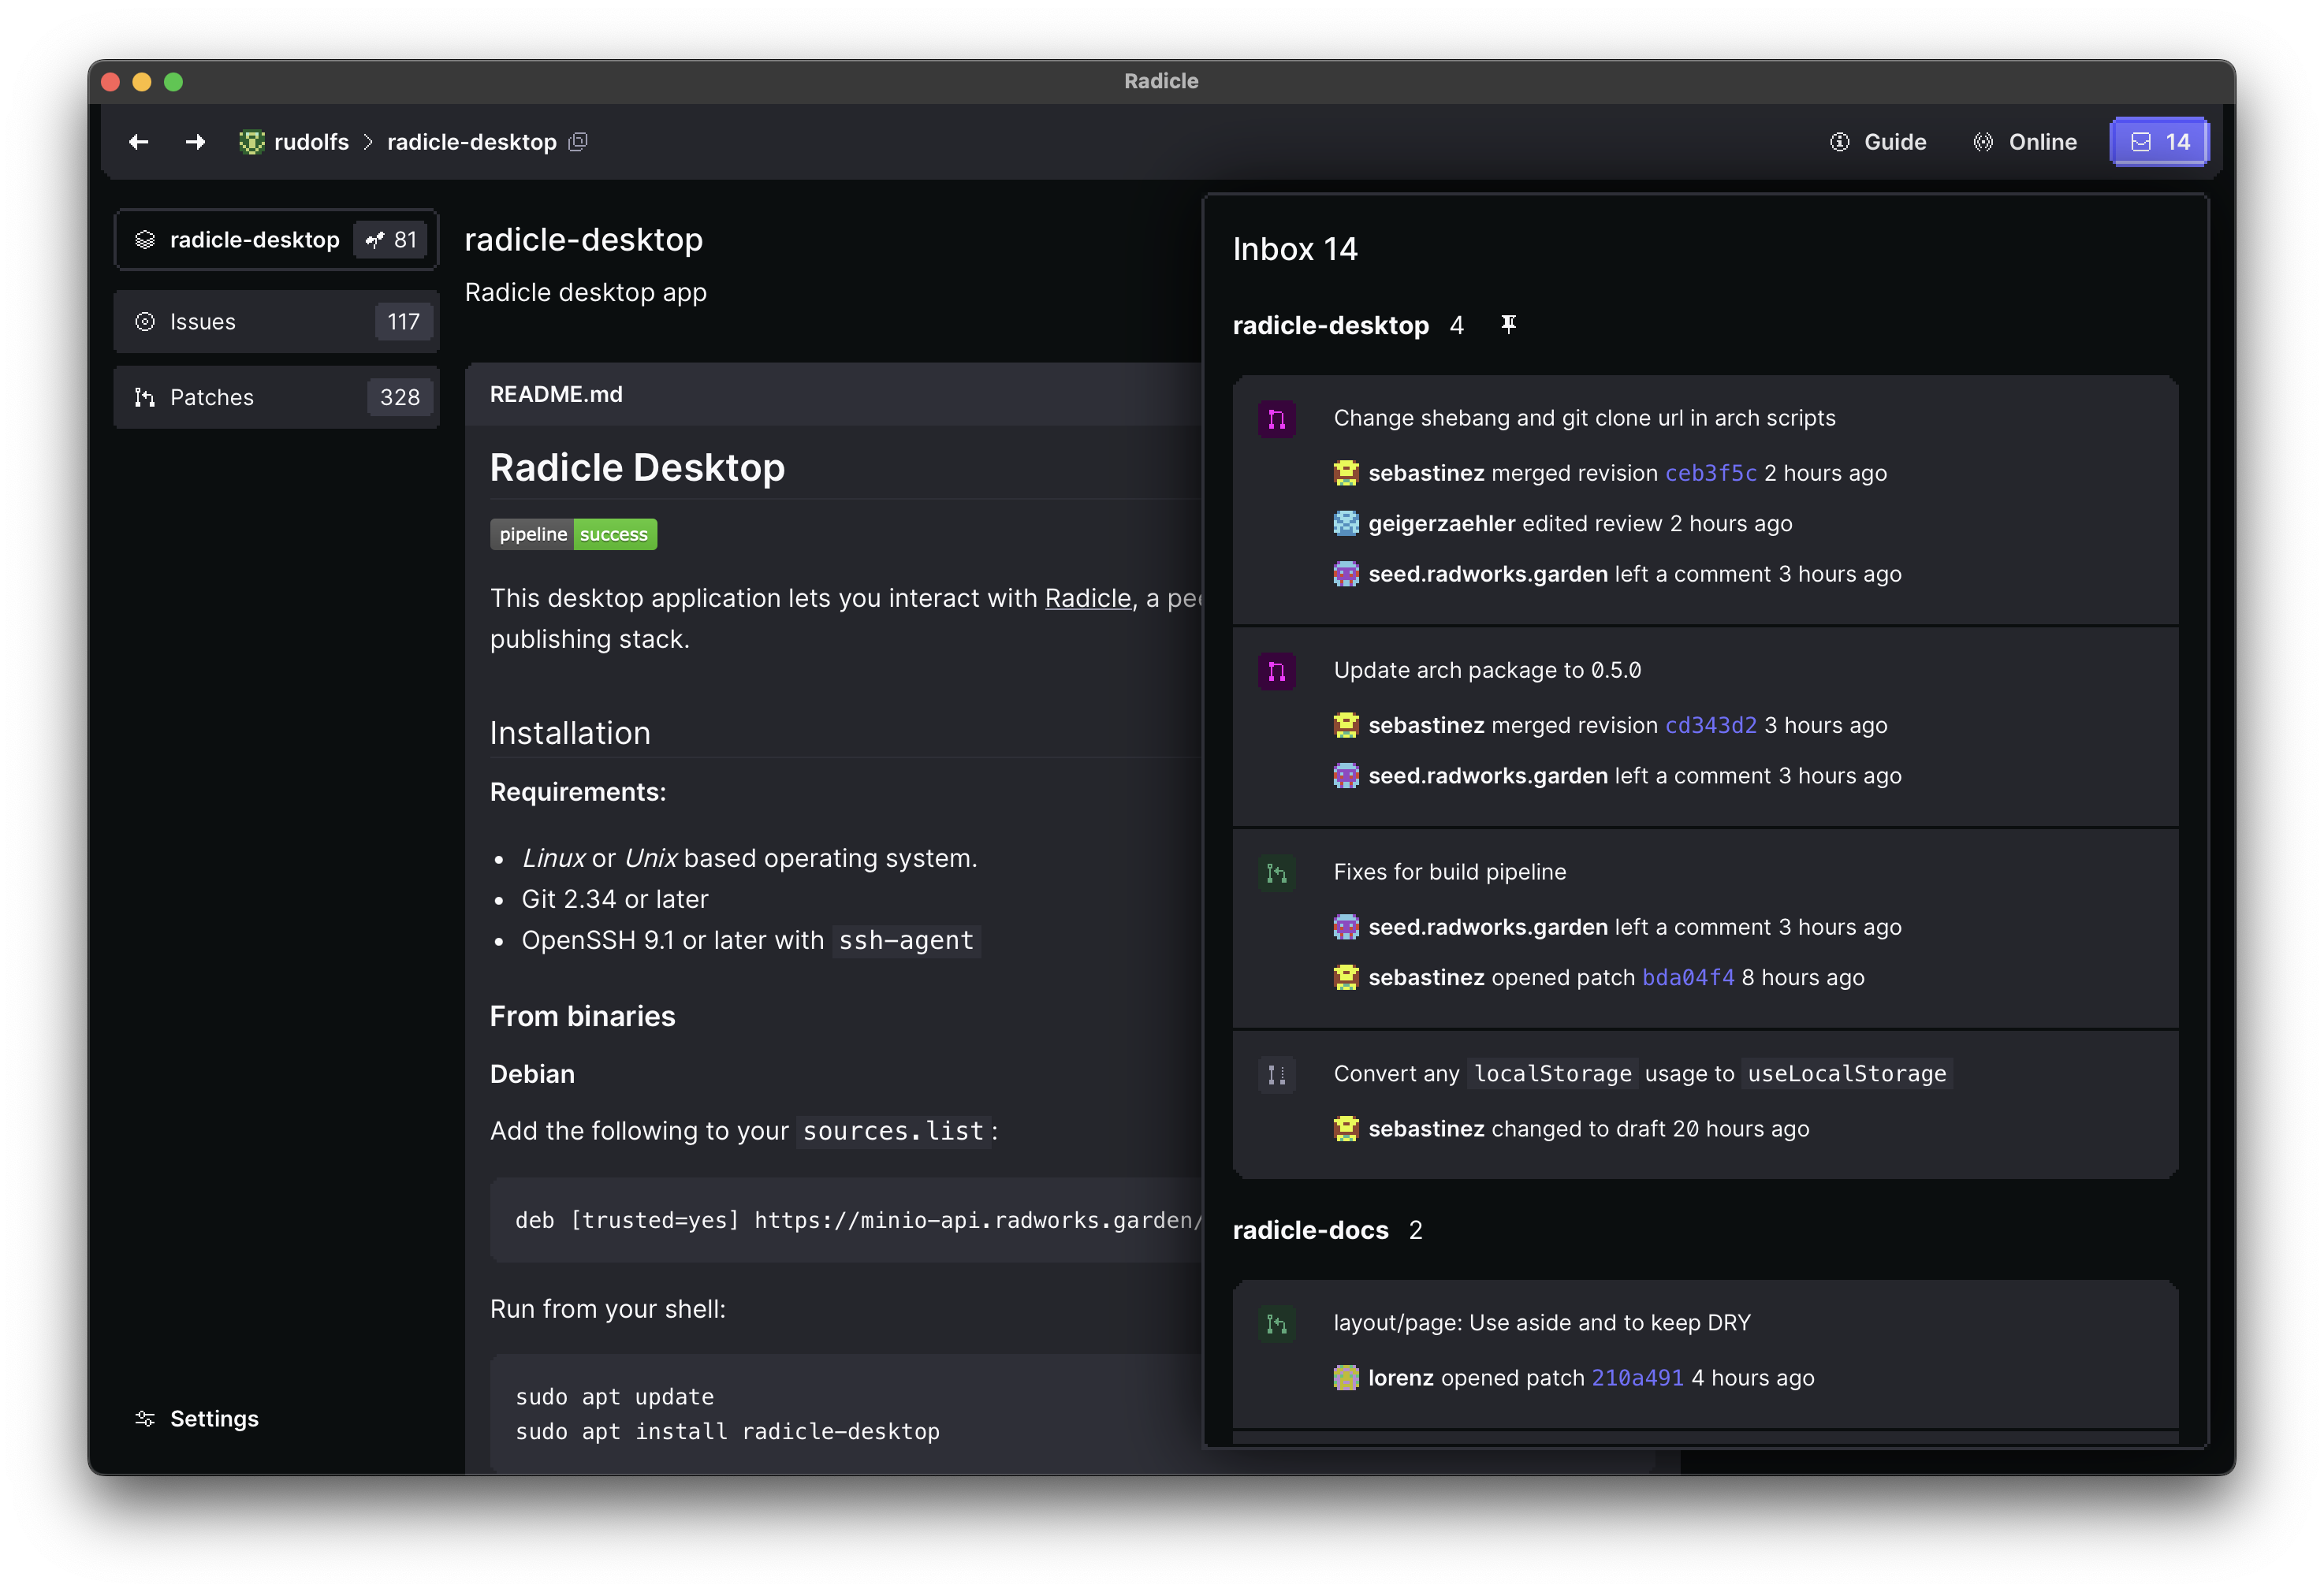 Radicle
rudolfs > radicle-desktop
Guide
Online
14
radicle-desktop 81
Issues 117
Patches 328
Settings
radicle-desktop
Radicle desktop app
README.md
Radicle Desktop
pipeline success
This desktop application lets you interact with Radicle, a
publishing stack.
Installation
Requirements:
• Linux or Unix based operating system.
• Git 2.34 or later
• OpenSSH 9.1 or later with ssh-agent
From binaries
Debian
Add the following to your sources.list:
deb [trusted=yes] https://minio-api.radworks.garden/
Run from your shell:
sudo apt update
sudo apt install radicle-desktop
Inbox 14
radicle-desktop 4
Change shebang and git clone url in arch scripts
sebastinez merged revision ceb3f5c 2 hours ago
geigerzaehler edited review 2 hours ago
seed.radworks.garden left a comment 3 hours ago
Update arch package to 0.5.0
sebastinez merged revision cd343d2 3 hours ago
seed.radworks.garden left a comment 3 hours ago
Fixes for build pipeline
seed.radworks.garden left a comment 3 hours ago
sebastinez opened patch bda04f4 8 hours ago
Convert any localStorage usage to useLocalStorage
sebastinez changed to draft 20 hours ago
radicle-docs 2
layout/page: Use aside and to keep DRY
lorenz opened patch 210a491 4 hours ago